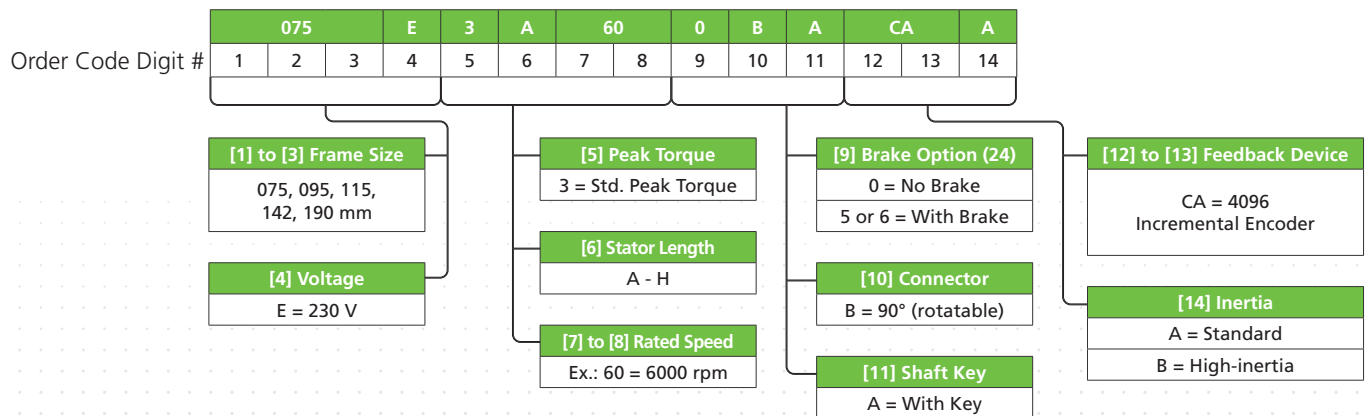 075 E 3 A 60 0 B A CA A
Order Code Digit # 1 2 3 4 5 6 7 8 9 10 11 12 13 14
[1] to [3] Frame Size
075, 095, 115,
142, 190 mm
[4] Voltage
E = 230 V
[5] Peak Torque
3 = Std. Peak Torque
[6] Stator Length
A - H
[7] to [8] Rated Speed
Ex.: 60 = 6000 rpm
[9] Brake Option (24)
0 = No Brake
5 or 6 = With Brake
[10] Connector
B = 90° (rotatable)
[11] Shaft Key
A = With Key
[12] to [13] Feedback Device
CA = 4096
Incremental Encoder
[14] Inertia
A = Standard
B = High-inertia